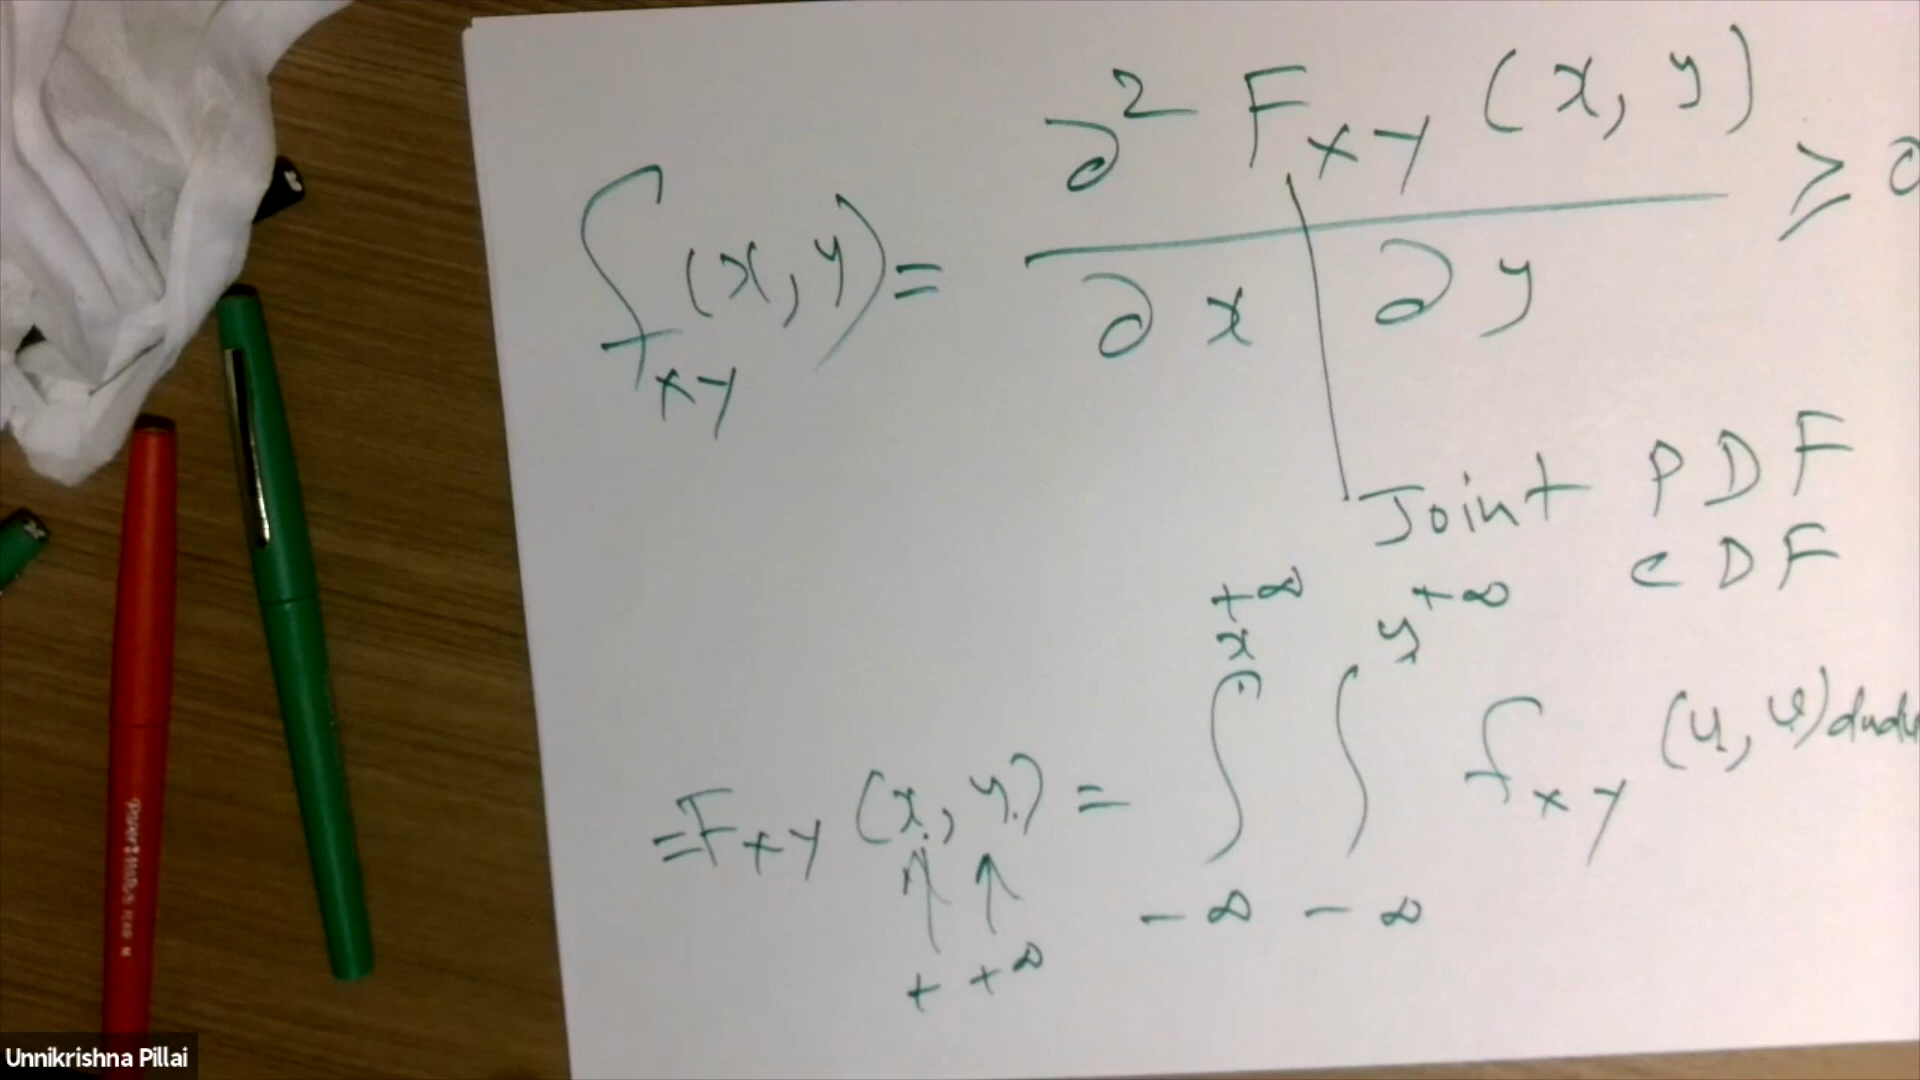 f_XY (x, y) = ∂² F_XY (x, y) / ∂x ∂y ≥ 0
Joint PDF
CDF
+∞ +∞
x y
= F_XY (x, y) = ∫ ∫ f_XY (u, v) dudv
-∞ -∞
+ +∞
Unnikrishna Pillai